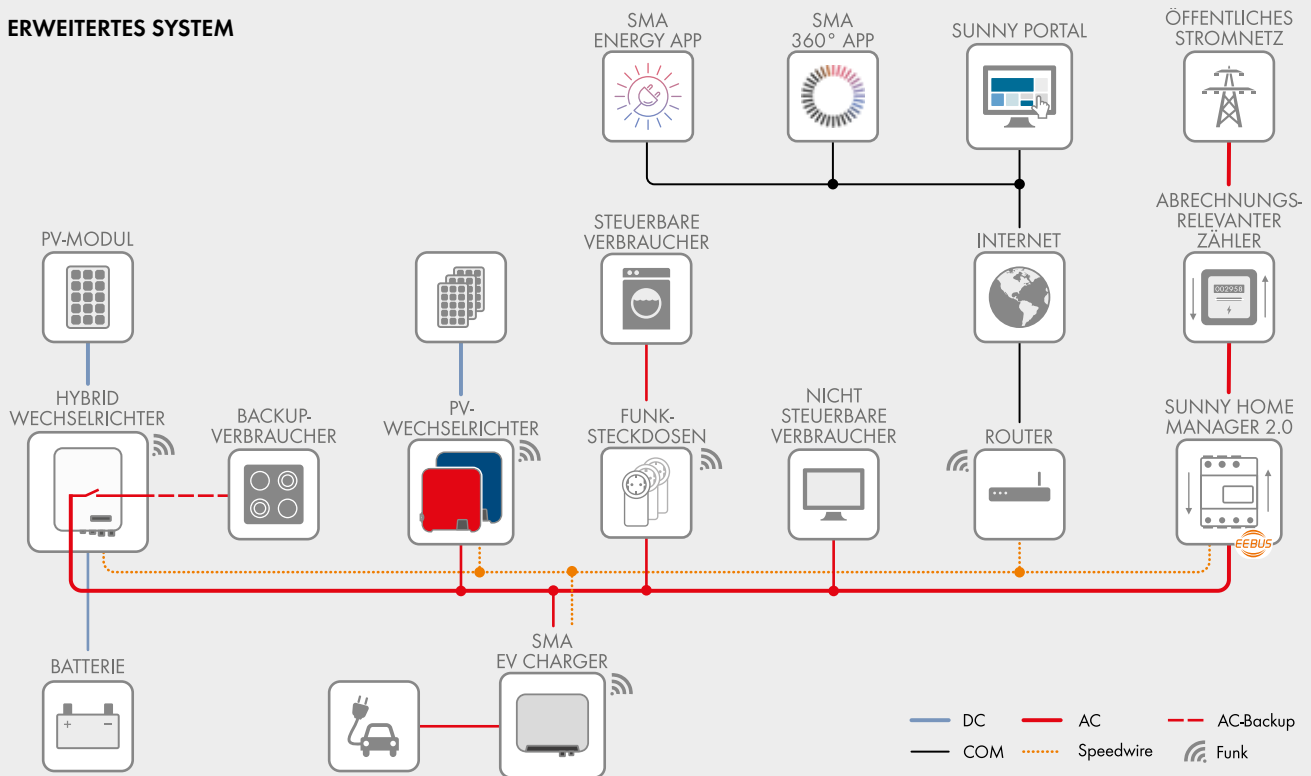 ERWEITERTES SYSTEM
SMA
ENERGY APP
SMA
360° APP
SUNNY PORTAL
ÖFFENTLICHES
STROMNETZ
PV-MODUL
STEUERBARE
VERBRAUCHER
INTERNET
ABRECHNUNGS-
RELEVANTER
ZÄHLER
002958
HYBRID
WECHSELRICHTER
BACKUP-
VERBRAUCHER
PV-
WECHSELRICHTER
FUNK-
STECKDOSEN
NICHT
STEUERBARE
VERBRAUCHER
ROUTER
SUNNY HOME
MANAGER 2.0
EEBUS
BATTERIE
+ −
SMA
EV CHARGER
DC
AC
AC-Backup
COM
Speedwire
Funk